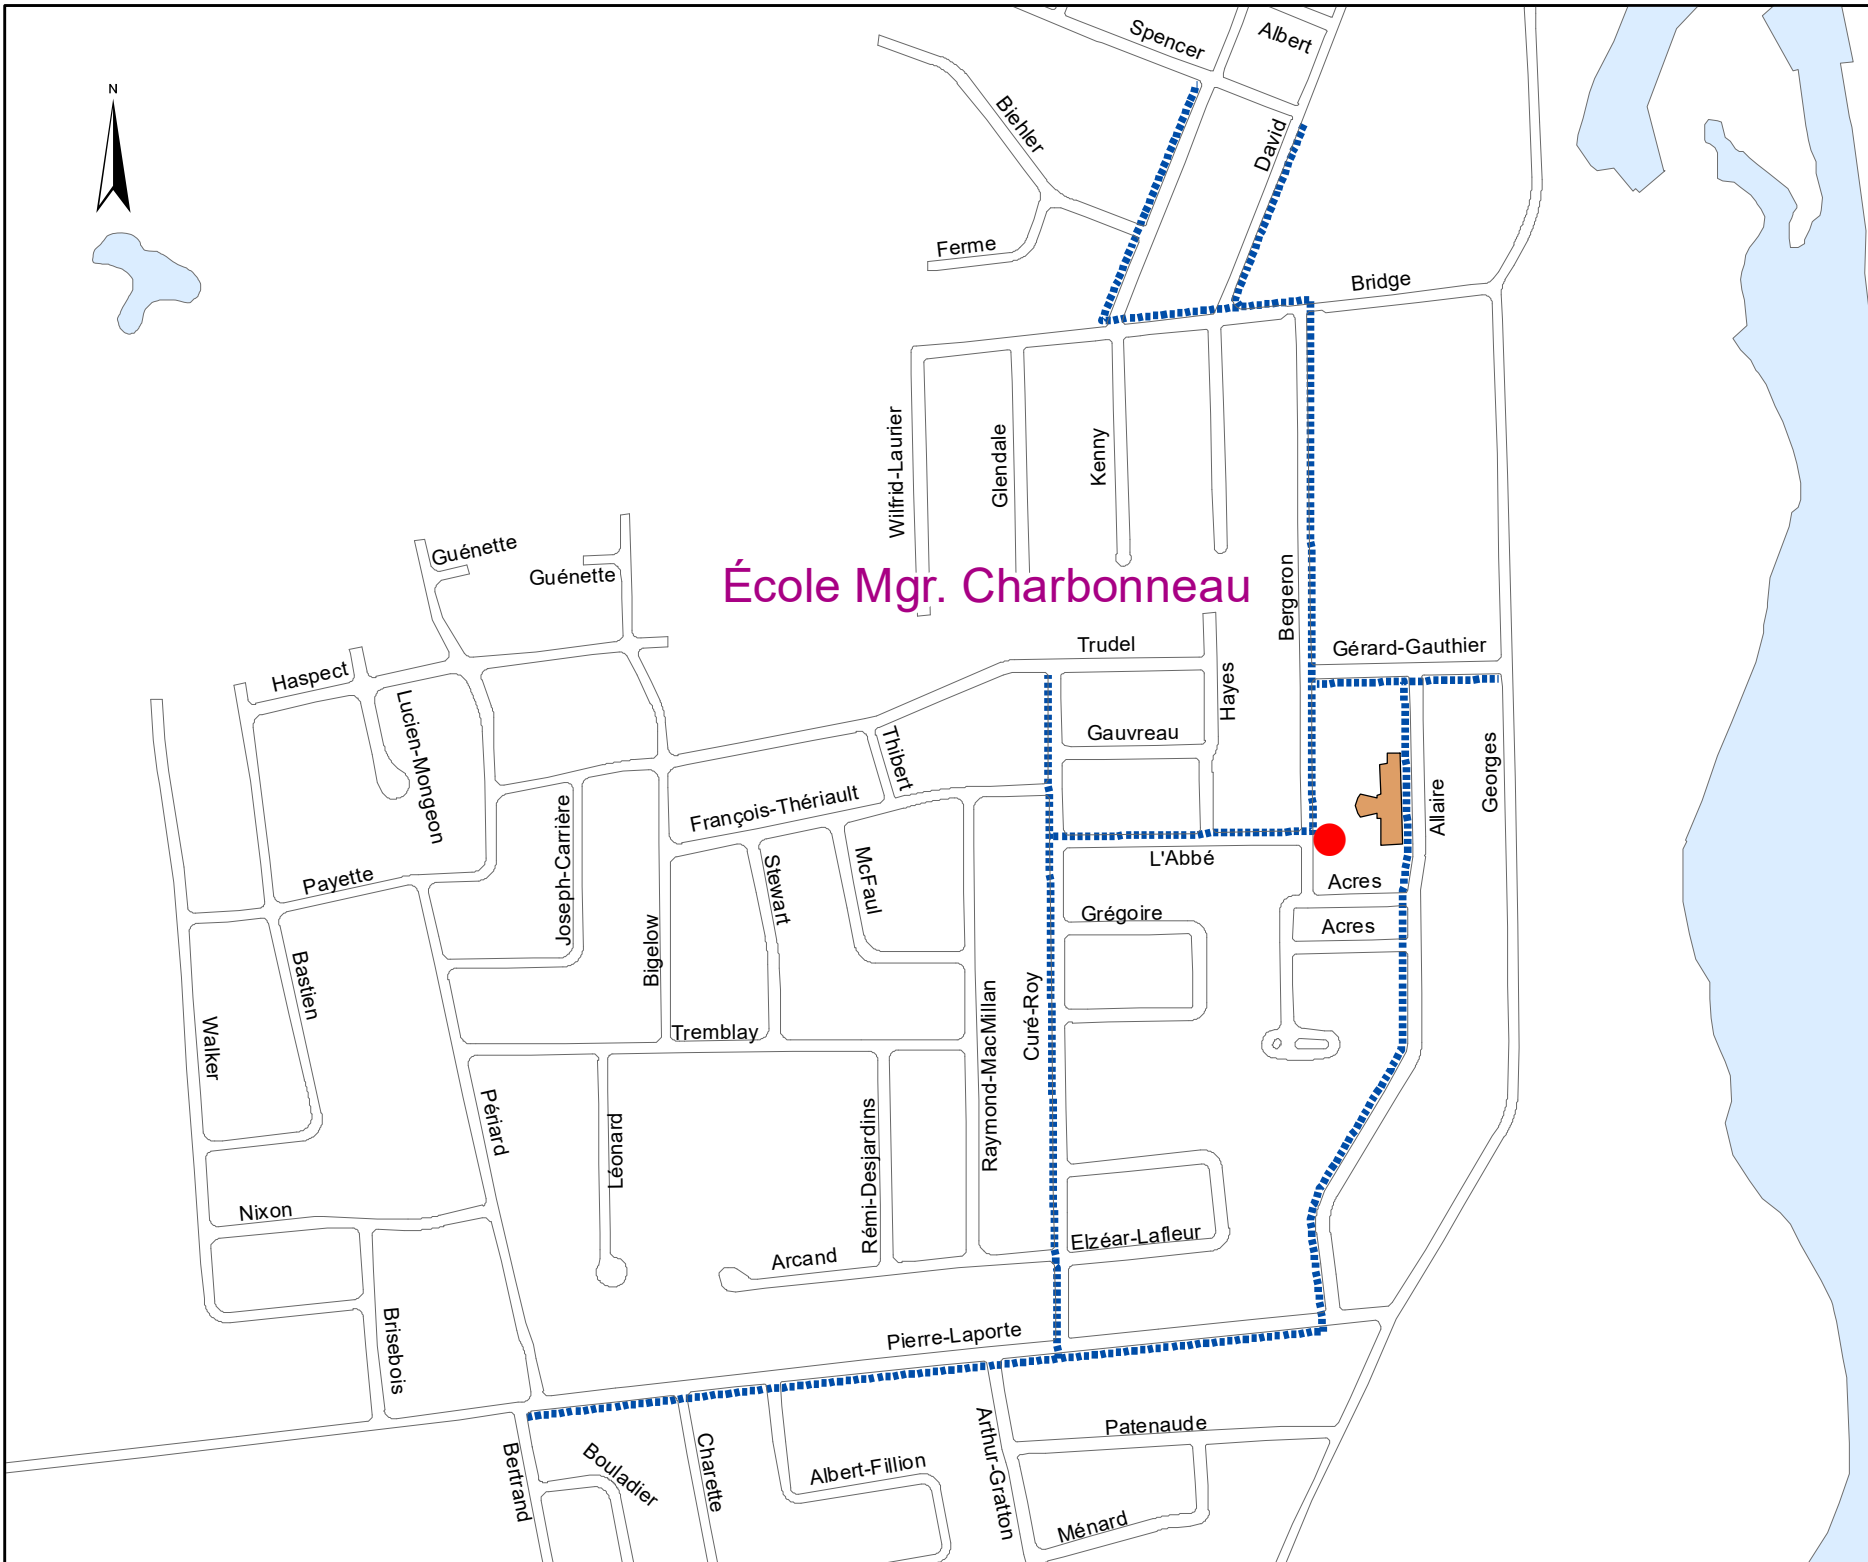 Spencer
Albert
N
Biehler
David
Ferme
Bridge
Wilfrid-Laurier
Glendale
Kenny
Guénette
Guénette
École Mgr. Charbonneau
Bergeron
Trudel
Gérard-Gauthier
Haspect
Lucien-Mongeon
Hayes
Gauvreau
Thibert
Georges
Allaire
François-Thériault
Joseph-Carrière
L'Abbé
Payette
Stewart
McFaul
Acres
Grégoire
Acres
Bigelow
Bastien
Raymond-MacMillan
Curé-Roy
Tremblay
Walker
Périard
Léonard
Rémi-Desjardins
Nixon
Elzéar-Lafleur
Arcand
Brisebois
Pierre-Laporte
Patenaude
Bertrand
Bouladier
Charette
Albert-Fillion
Arthur-Gratton
Ménard